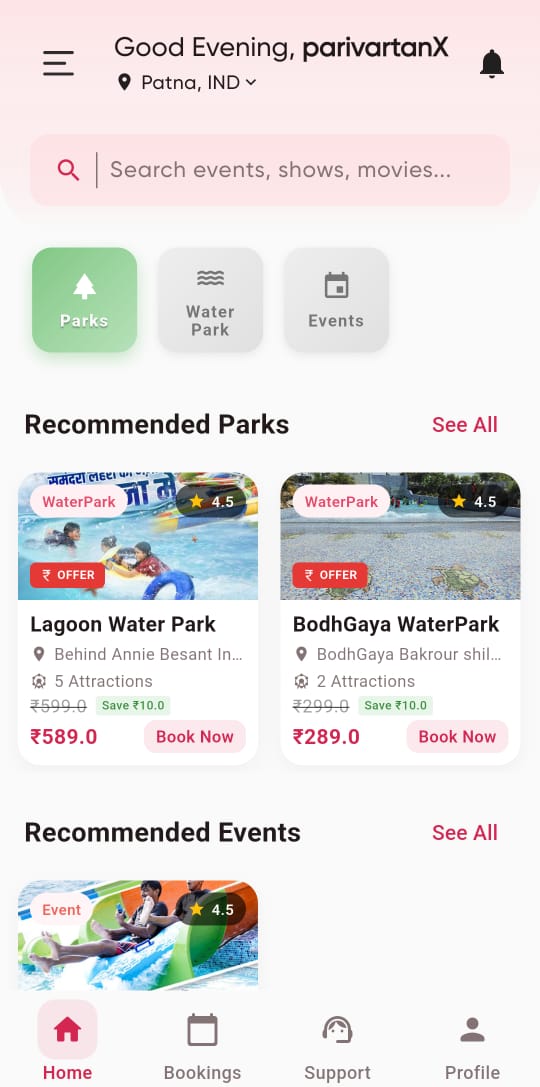 Good Evening, parivartanX
Patna, IND
Search events, shows, movies...
Parks
Water
Park
Events
Recommended Parks
See All
समंदरी लहरों का
WaterPark
4.5
₹ OFFER
Lagoon Water Park
Behind Annie Besant In...
5 Attractions
₹599.0 Save ₹10.0
₹589.0 Book Now
WaterPark
4.5
₹ OFFER
BodhGaya WaterPark
BodhGaya Bakrour shil...
2 Attractions
₹299.0 Save ₹10.0
₹289.0 Book Now
Recommended Events
See All
Event
4.5
Home
Bookings
Support
Profile